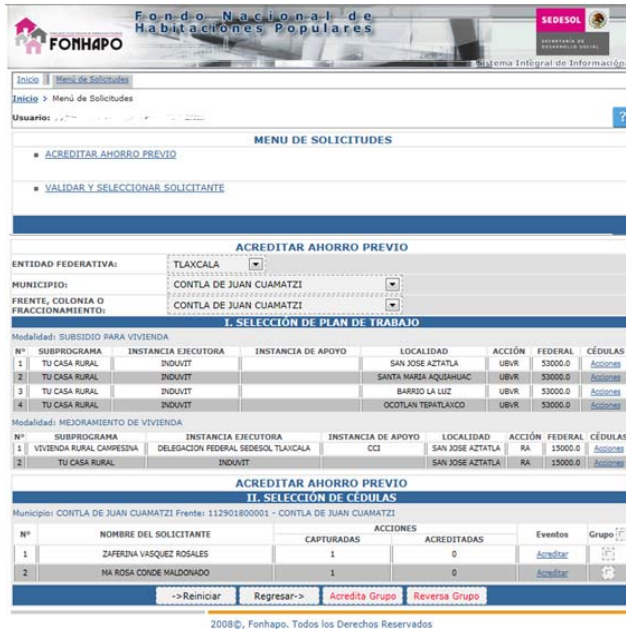 Fondo Nacional de
Habitaciones Populares
FONHAPO
SEDESOL
SECRETARÍA DE
DESARROLLO SOCIAL
Sistema Integral de Información
Inicio Menú de Solicitudes
Inicio > Menú de Solicitudes
Usuario:
?
MENU DE SOLICITUDES
ACREDITAR AHORRO PREVIO
VALIDAR Y SELECCIONAR SOLICITANTE
ACREDITAR AHORRO PREVIO
ENTIDAD FEDERATIVA: TLAXCALA
MUNICIPIO: CONTLA DE JUAN CUAMATZI
FRENTE, COLONIA O
FRACCIONAMIENTO: CONTLA DE JUAN CUAMATZI
I. SELECCIÓN DE PLAN DE TRABAJO
Modalidad: SUBSIDIO PARA VIVIENDA
Nº SUBPROGRAMA INSTANCIA EJECUTORA INSTANCIA DE APOYO LOCALIDAD ACCIÓN FEDERAL CÉDULAS
1 TU CASA RURAL INDUVIT SAN JOSE AZTATLA UBVR 53000.0 Acciones
2 TU CASA RURAL INDUVIT SANTA MARIA AQUIAHUAC UBVR 53000.0 Acciones
3 TU CASA RURAL INDUVIT BARRIO LA LUZ UBVR 53000.0 Acciones
4 TU CASA RURAL INDUVIT OCOTLAN TEPATLAXCO UBVR 53000.0 Acciones
Modalidad: MEJORAMIENTO DE VIVIENDA
Nº SUBPROGRAMA INSTANCIA EJECUTORA INSTANCIA DE APOYO LOCALIDAD ACCIÓN FEDERAL CÉDULAS
1 VIVIENDA RURAL CAMPESINA DELEGACION FEDERAL SEDESOL TLAXCALA CCI SAN JOSE AZTATLA RA 15000.0 Acciones
2 TU CASA RURAL INDUVIT SAN JOSE AZTATLA RA 15000.0 Acciones
ACREDITAR AHORRO PREVIO
II. SELECCIÓN DE CÉDULAS
Municipio: CONTLA DE JUAN CUAMATZI Frente: 112901800001 - CONTLA DE JUAN CUAMATZI
Nº NOMBRE DEL SOLICITANTE ACCIONES Eventos Grupo
CAPTURADAS ACREDITADAS
1 ZAFERINA VASQUEZ ROSALES 1 0 Acreditar
2 MA ROSA CONDE MALDONADO 1 0 Acreditar
->Reiniciar Regresar-> Acredita Grupo Reversa Grupo
2008©, Fonhapo. Todos los Derechos Reservados